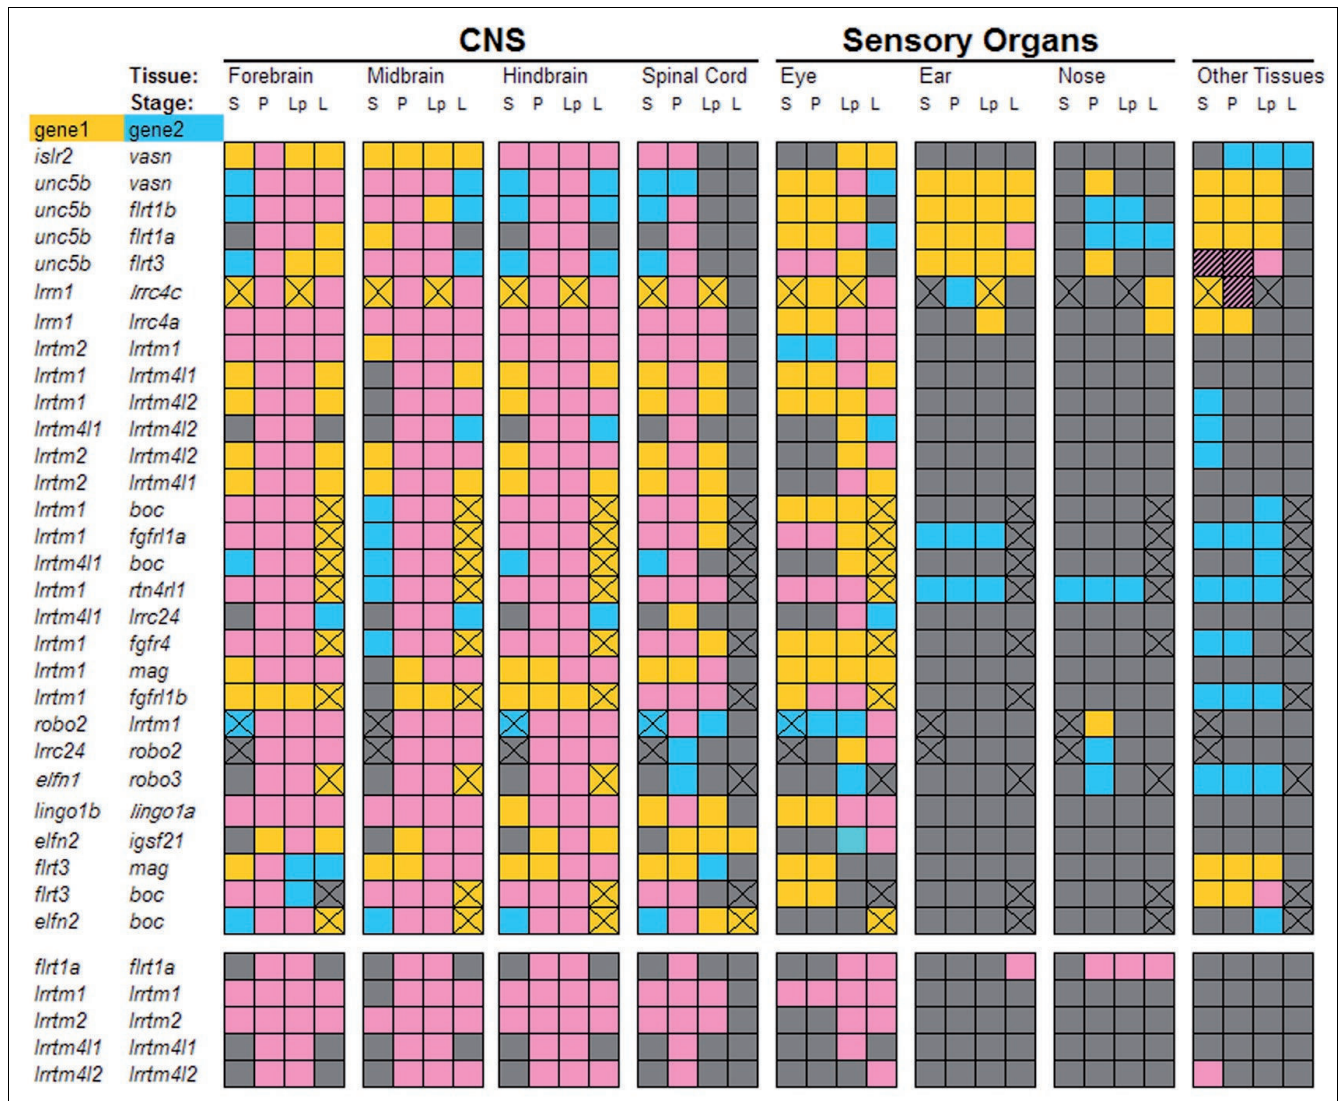 CNS Sensory Organs
Tissue: Forebrain Midbrain Hindbrain Spinal Cord Eye Ear Nose Other Tissues
Stage: S P Lp L S P Lp L S P Lp L S P Lp L S P Lp L S P Lp L S P Lp L S P Lp L
gene1 gene2
islr2 vasn
unc5b vasn
unc5b flrt1b
unc5b flrt1a
unc5b flrt3
lrrn1 lrrc4c
lrrn1 lrrc4a
lrrtm2 lrrtm1
lrrtm1 lrrtm4l1
lrrtm1 lrrtm4l2
lrrtm4l1 lrrtm4l2
lrrtm2 lrrtm4l2
lrrtm2 lrrtm4l1
lrrtm1 boc
lrrtm1 fgfrl1a
lrrtm4l1 boc
lrrtm1 rtn4rl1
lrrtm4l1 lrrc24
lrrtm1 fgfr4
lrrtm1 mag
lrrtm1 fgfrl1b
robo2 lrrtm1
lrrc24 robo2
elfn1 robo3
lingo1b lingo1a
elfn2 igsf21
flrt3 mag
flrt3 boc
elfn2 boc
flrt1a flrt1a
lrrtm1 lrrtm1
lrrtm2 lrrtm2
lrrtm4l1 lrrtm4l1
lrrtm4l2 lrrtm4l2